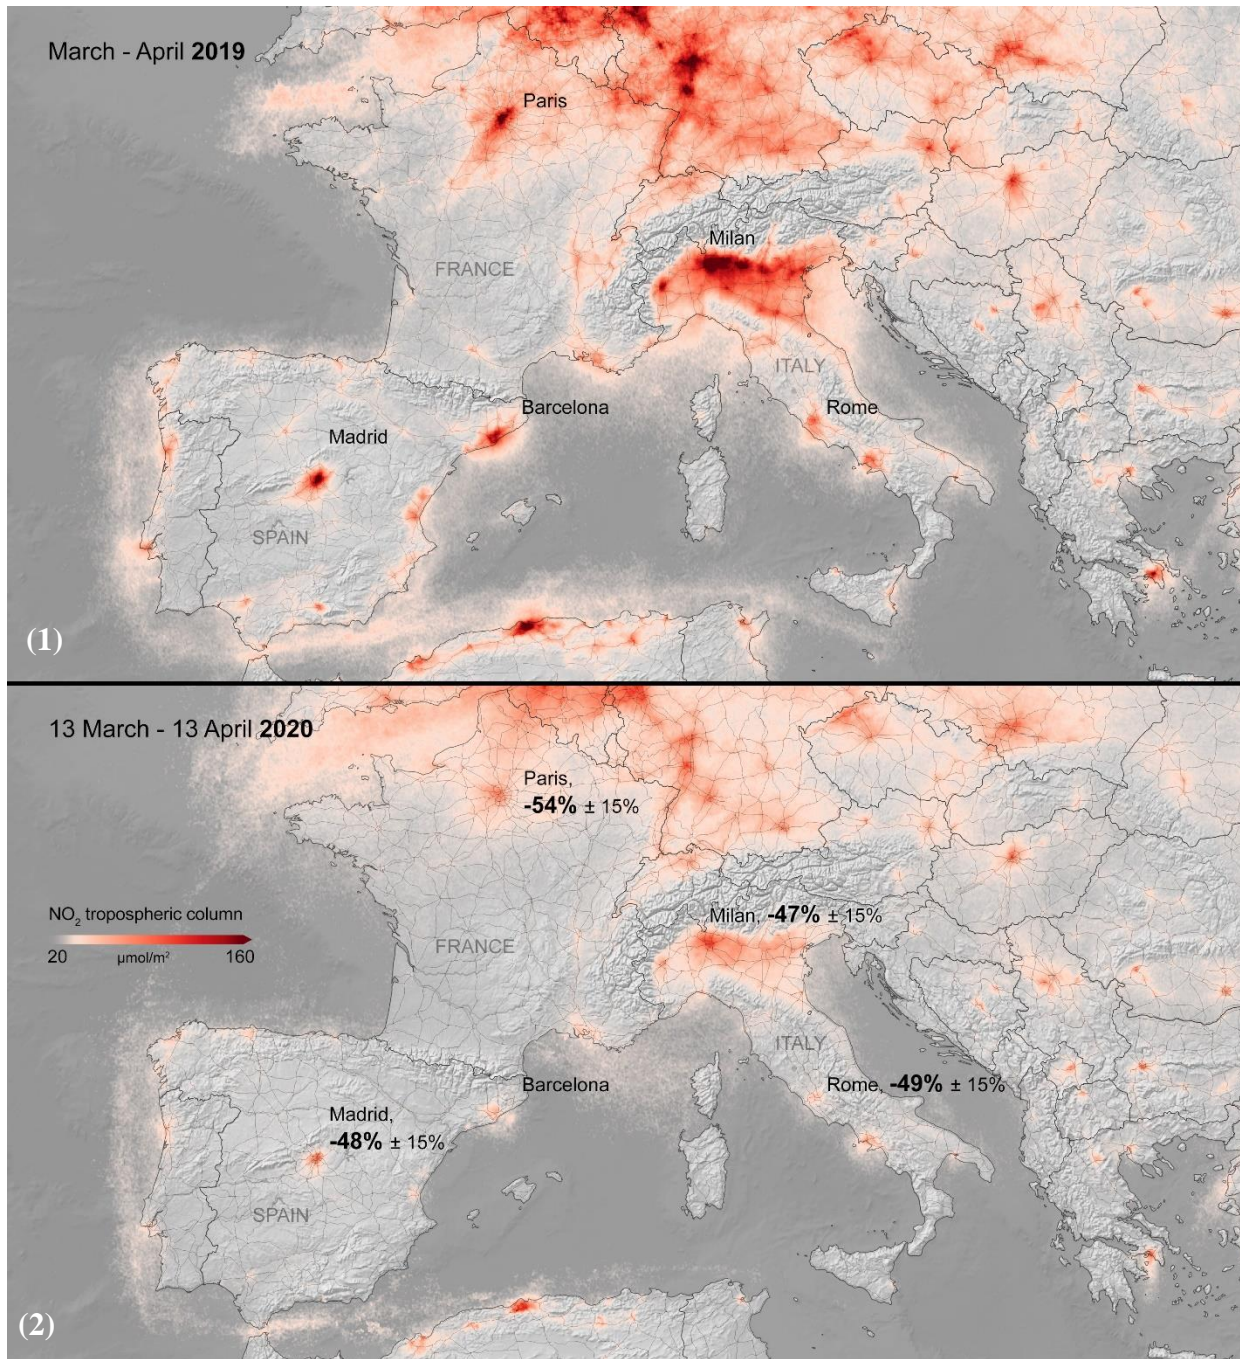 March - April 2019
Paris
Milan
FRANCE
ITALY
Barcelona
Rome
Madrid
SPAIN
(1)
13 March - 13 April 2020
Paris,
-54% ± 15%
NO₂ tropospheric column
20 μmol/m² 160
Milan, -47% ± 15%
FRANCE
ITALY
Barcelona
Rome, -49% ± 15%
Madrid,
-48% ± 15%
SPAIN
(2)